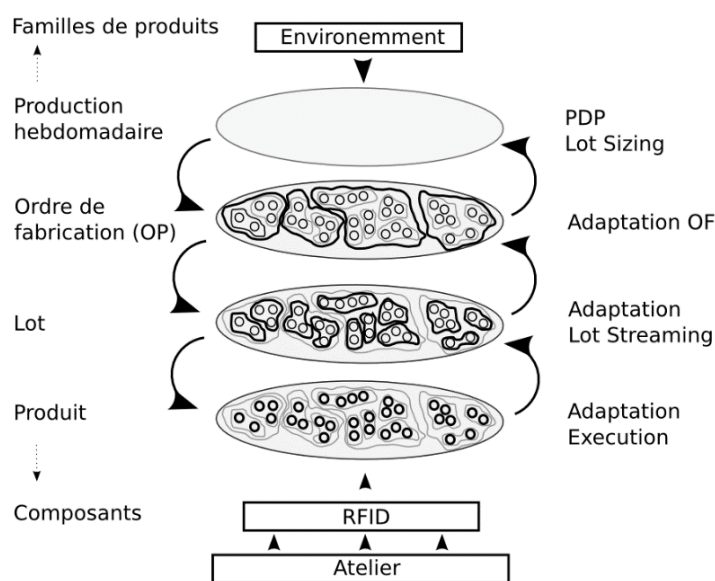 Familles de produits
Environemment
Production
hebdomadaire
PDP
Lot Sizing
Ordre de
fabrication (OP)
Adaptation OF
Lot
Adaptation
Lot Streaming
Produit
Adaptation
Execution
Composants
RFID
Atelier